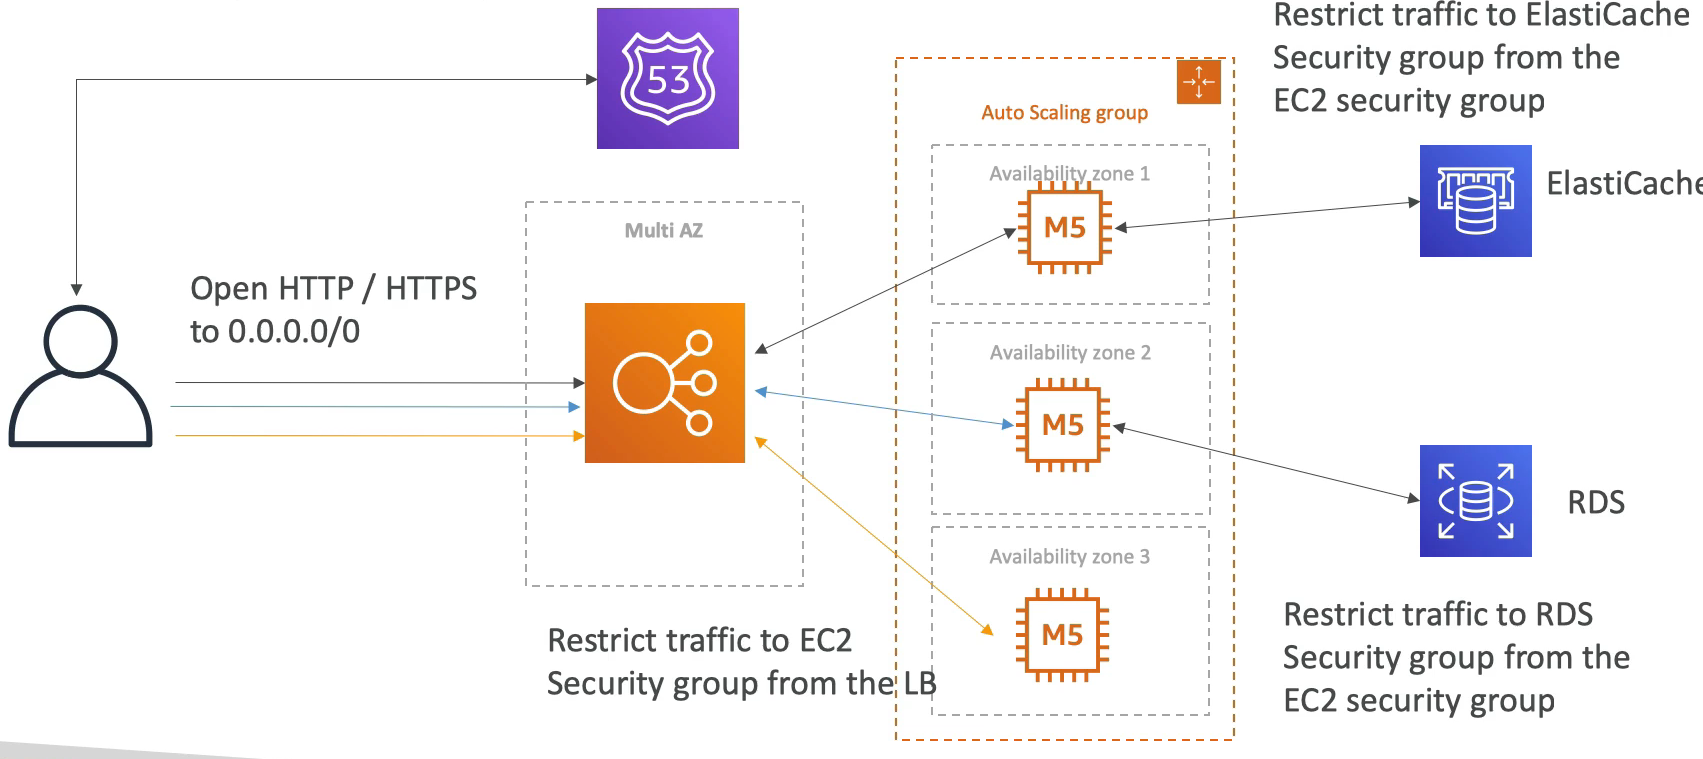 Restrict traffic to ElastiCache
Security group from the
EC2 security group
53
Auto Scaling group
Availability zone 1
M5
ElastiCache
Multi AZ
Open HTTP / HTTPS
to 0.0.0.0/0
Availability zone 2
M5
RDS
Availability zone 3
M5
Restrict traffic to EC2
Security group from the LB
Restrict traffic to RDS
Security group from the
EC2 security group